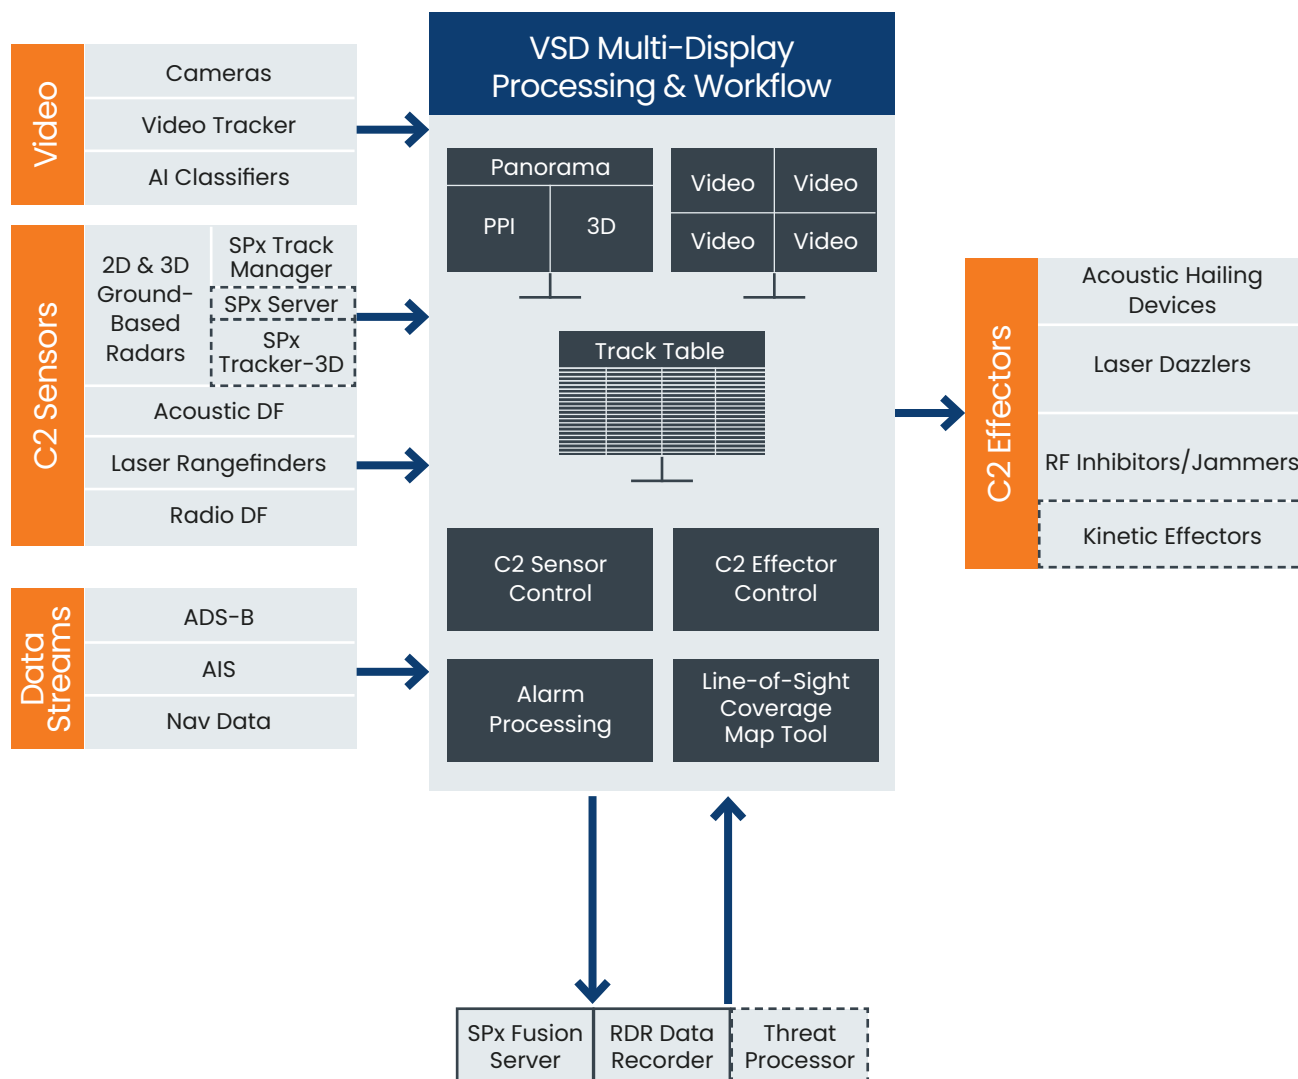 VSD Multi-Display
Processing & Workflow
Video
Cameras
Video Tracker
AI Classifiers
C2 Sensors
2D & 3D
Ground-
Based
Radars
SPx Track
Manager
SPx Server
SPx
Tracker-3D
Acoustic DF
Laser Rangefinders
Radio DF
Data
Streams
ADS-B
AIS
Nav Data
Panorama
PPI
3D
Video
Video
Video
Video
Track Table
C2 Sensor
Control
C2 Effector
Control
Alarm
Processing
Line-of-Sight
Coverage
Map Tool
C2 Effectors
Acoustic Hailing
Devices
Laser Dazzlers
RF Inhibitors/Jammers
Kinetic Effectors
SPx Fusion
Server
RDR Data
Recorder
Threat
Processor